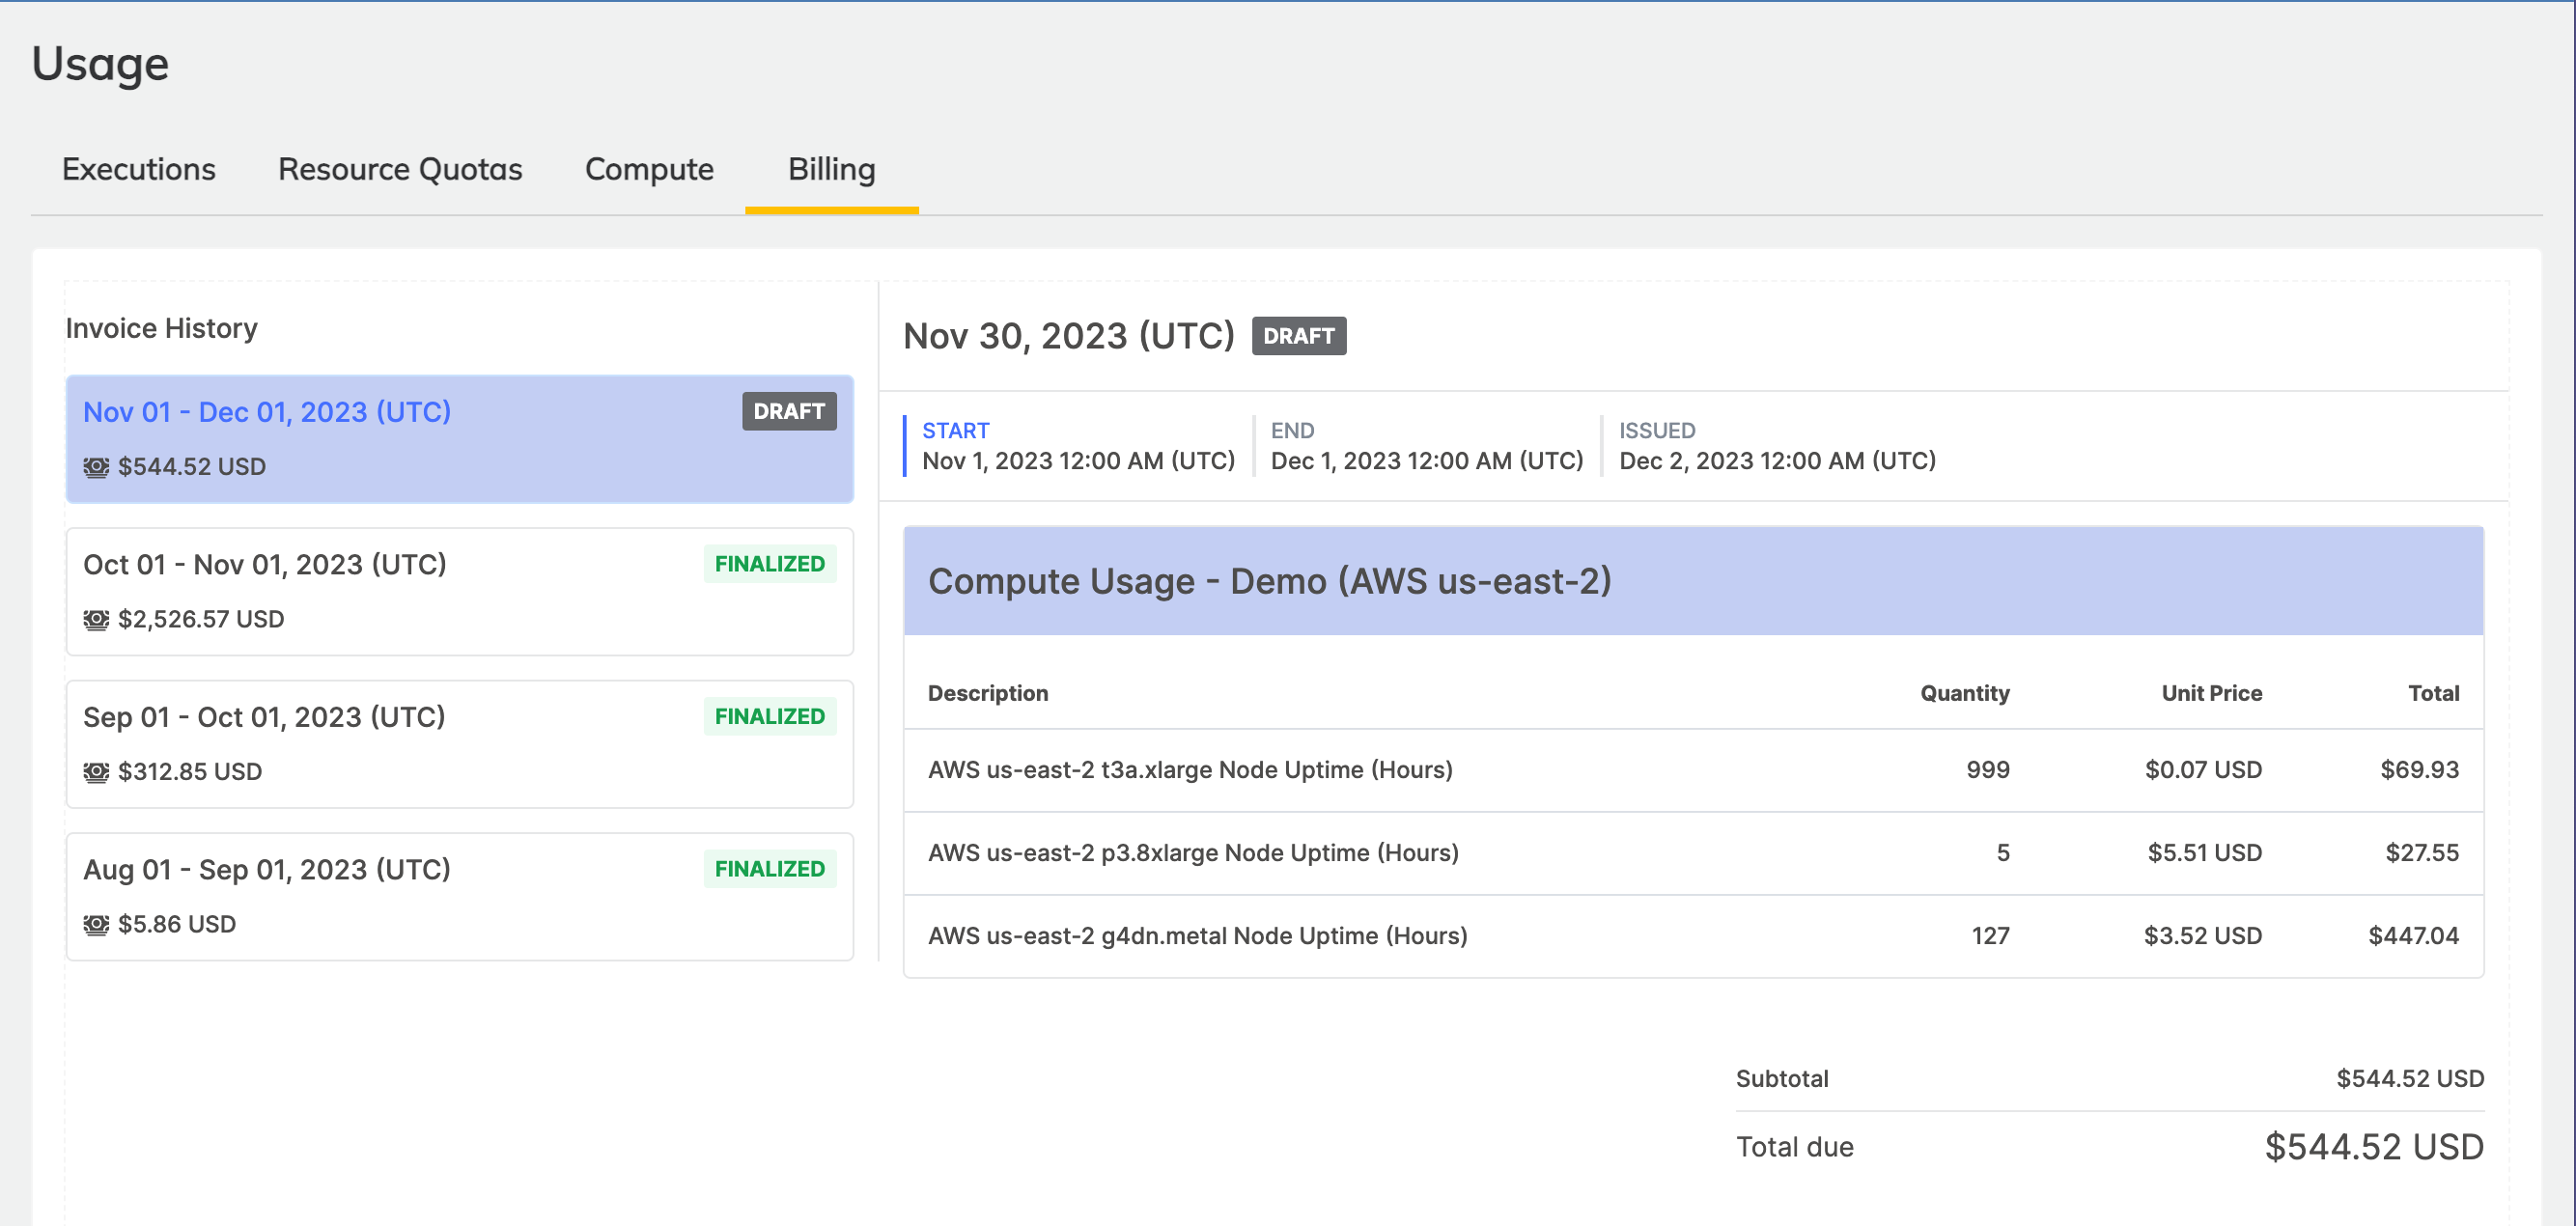 Usage
Executions Resource Quotas Compute Billing
Invoice History
Nov 01 - Dec 01, 2023 (UTC) DRAFT
$544.52 USD
Oct 01 - Nov 01, 2023 (UTC) FINALIZED
$2,526.57 USD
Sep 01 - Oct 01, 2023 (UTC) FINALIZED
$312.85 USD
Aug 01 - Sep 01, 2023 (UTC) FINALIZED
$5.86 USD
Nov 30, 2023 (UTC) DRAFT
START END ISSUED
Nov 1, 2023 12:00 AM (UTC) Dec 1, 2023 12:00 AM (UTC) Dec 2, 2023 12:00 AM (UTC)
Compute Usage - Demo (AWS us-east-2)
Description Quantity Unit Price Total
AWS us-east-2 t3a.xlarge Node Uptime (Hours) 999 $0.07 USD $69.93
AWS us-east-2 p3.8xlarge Node Uptime (Hours) 5 $5.51 USD $27.55
AWS us-east-2 g4dn.metal Node Uptime (Hours) 127 $3.52 USD $447.04
Subtotal $544.52 USD
Total due $544.52 USD